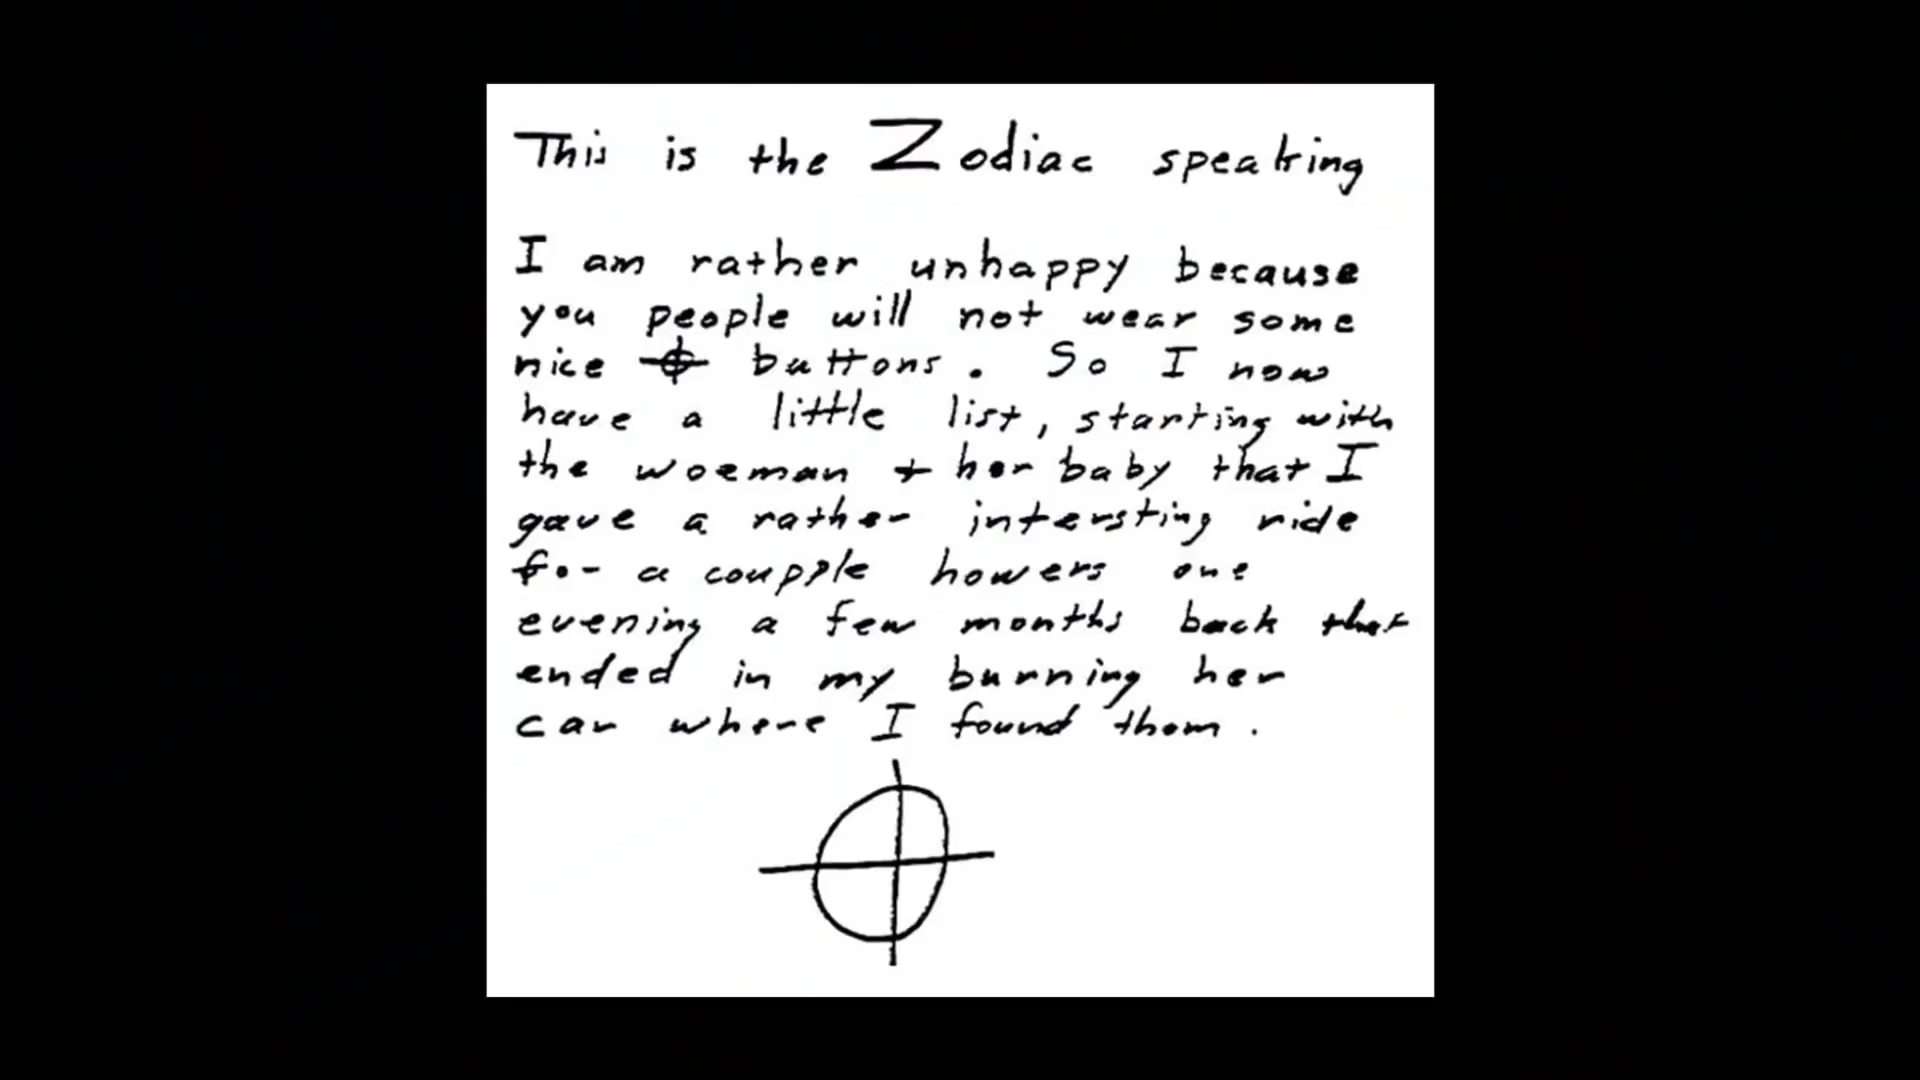 This is the Zodiac speaking
I am rather unhappy because
you people will not wear some
nice ⌖ buttons. So I now
have a little list, starting with
the woeman + her baby that I
gave a rather intersting ride
for a coupple howers one
evening a few months back that
ended in my burning her
car where I found them.